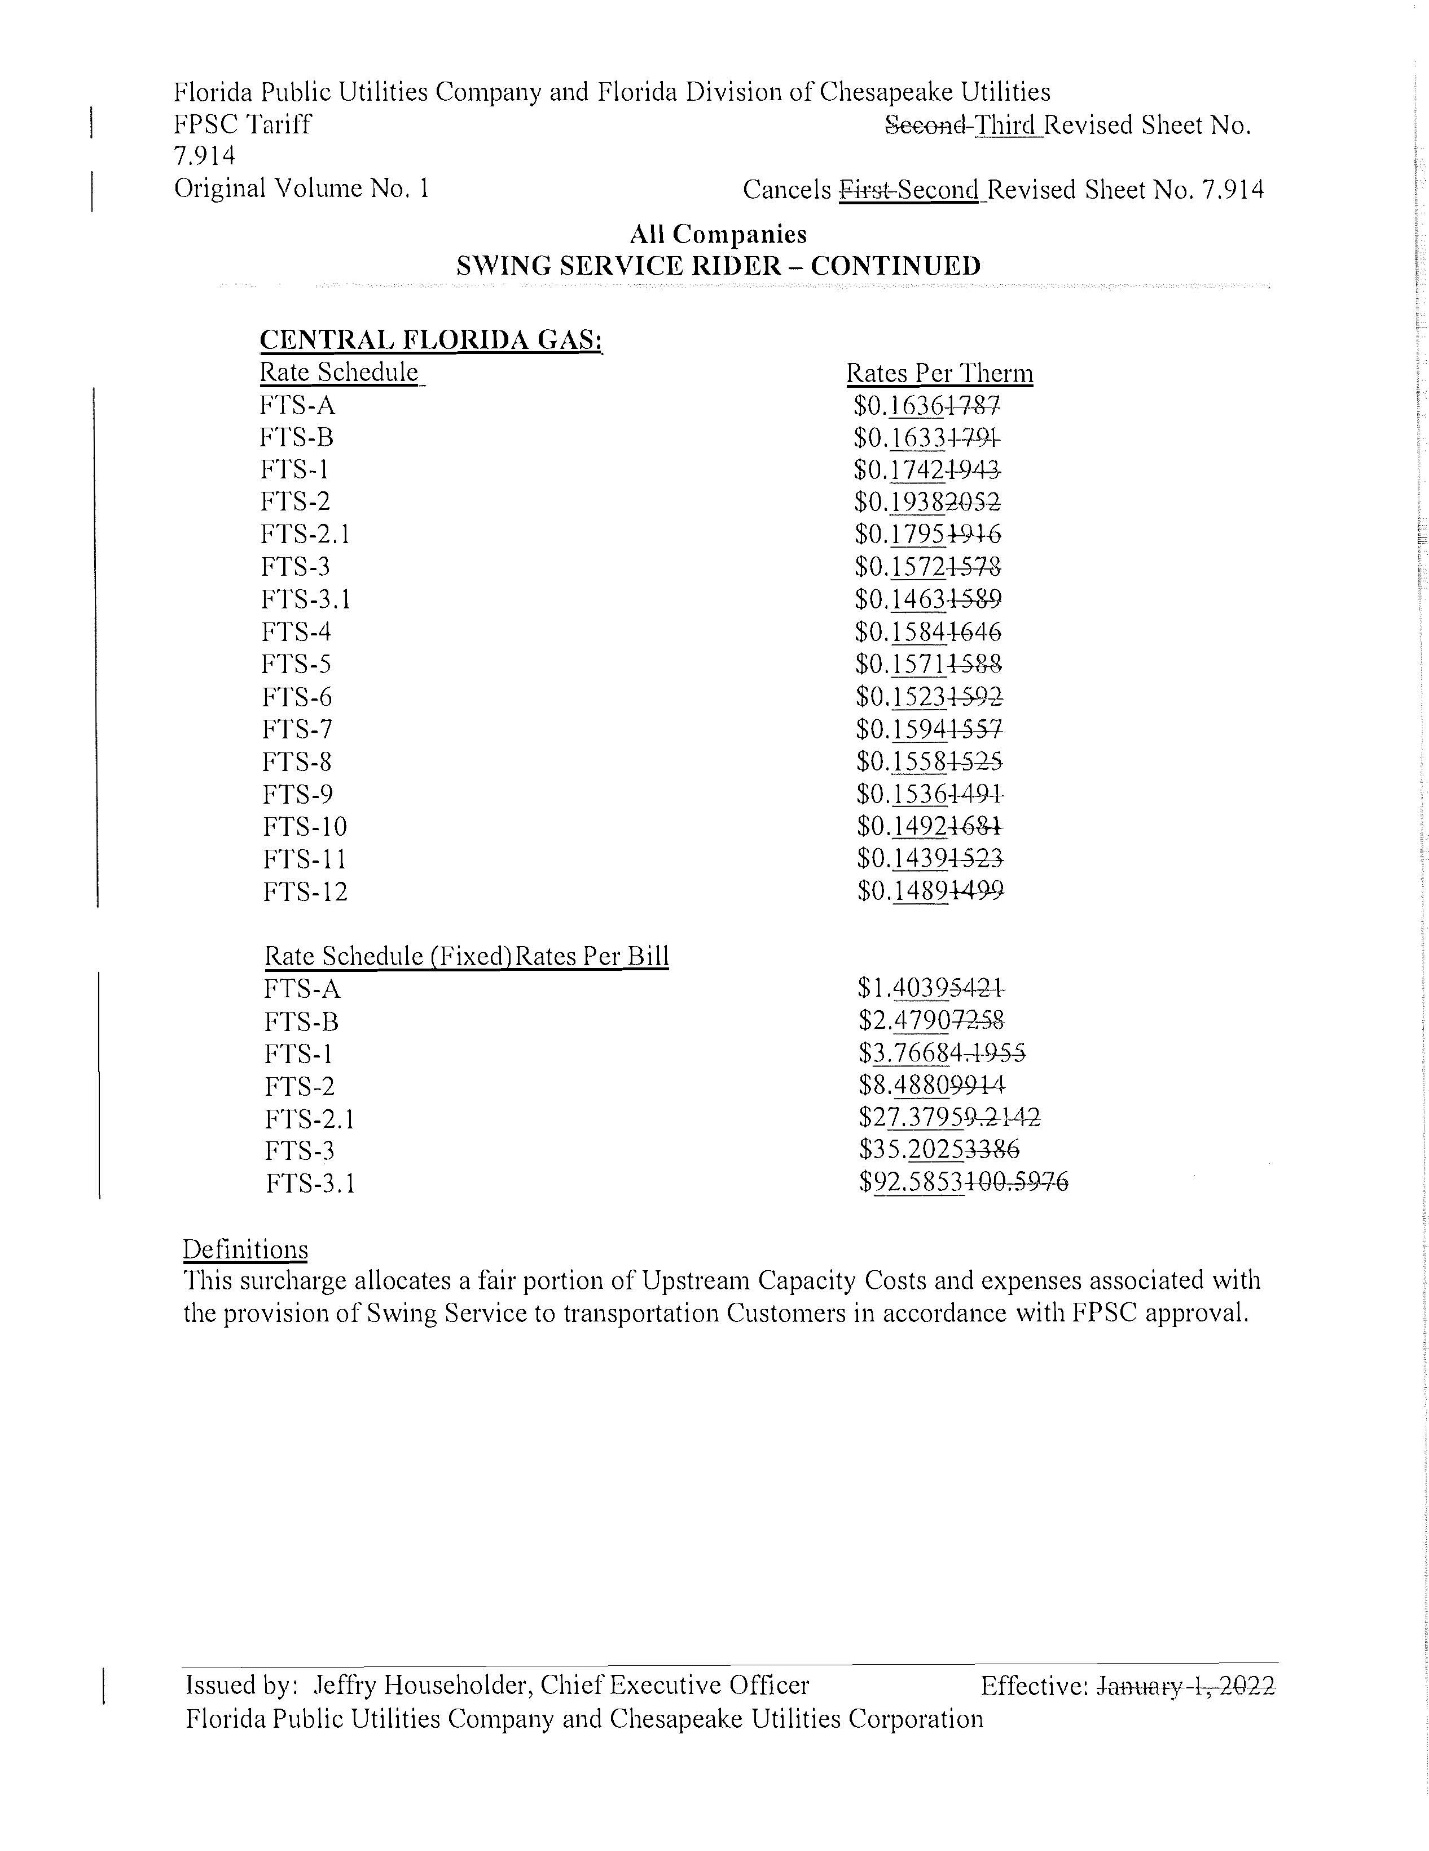 Florida Public Utilities Company and Florida Division of Chesapeake Utilities
FPSC Tariff Second Third Revised Sheet No.
7.914
Original Volume No. 1 Cancels First Second Revised Sheet No. 7.914
All Companies
SWING SERVICE RIDER – CONTINUED
CENTRAL FLORIDA GAS:
Rate Schedule Rates Per Therm
FTS-A $0.16361787
FTS-B $0.16331791
FTS-1 $0.17421943
FTS-2 $0.19382052
FTS-2.1 $0.17951916
FTS-3 $0.15721578
FTS-3.1 $0.14631589
FTS-4 $0.15841646
FTS-5 $0.15711588
FTS-6 $0.15231592
FTS-7 $0.15941557
FTS-8 $0.15581525
FTS-9 $0.15361491
FTS-10 $0.14921681
FTS-11 $0.14391523
FTS-12 $0.14891499
Rate Schedule (Fixed)Rates Per Bill
FTS-A $1.40395421
FTS-B $2.47907258
FTS-1 $3.76684.1955
FTS-2 $8.48809914
FTS-2.1 $27.37959.2142
FTS-3 $35.20253386
FTS-3.1 $92.5853100.5976
Definitions
This surcharge allocates a fair portion of Upstream Capacity Costs and expenses associated with
the provision of Swing Service to transportation Customers in accordance with FPSC approval.
Issued by: Jeffry Householder, Chief Executive Officer Effective: January 1, 2022
Florida Public Utilities Company and Chesapeake Utilities Corporation